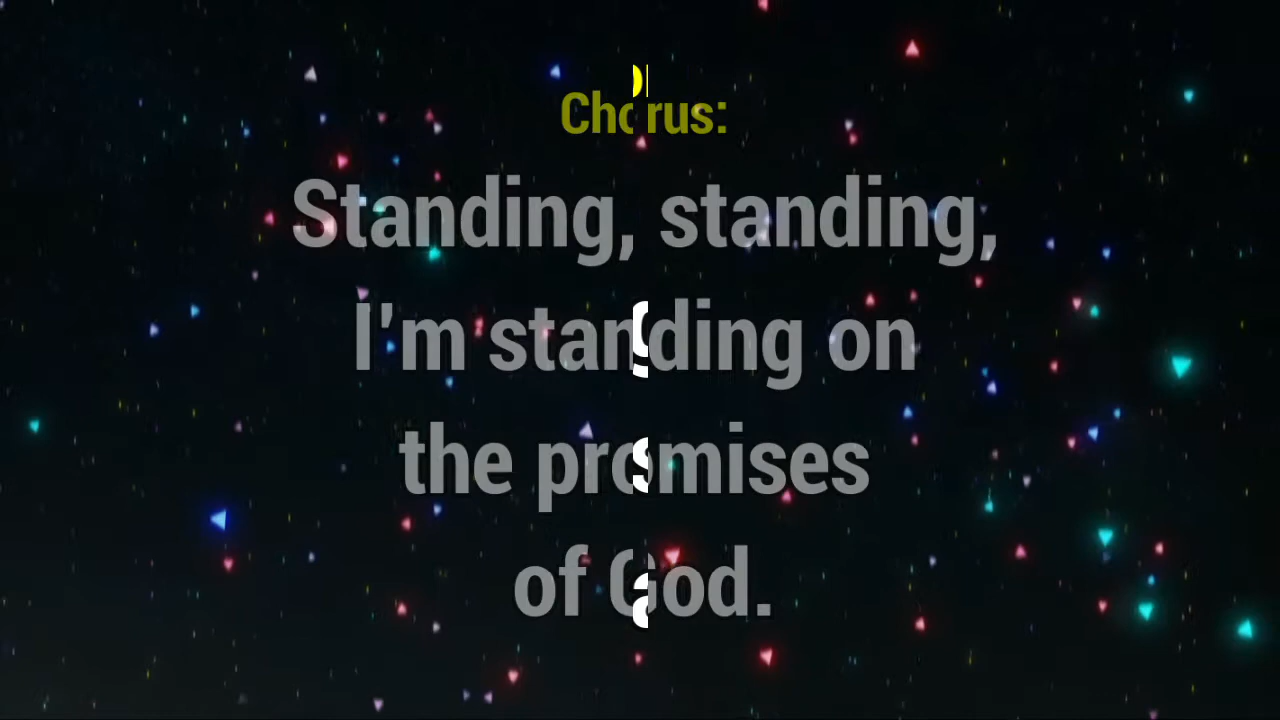 Chorus:
Standing, standing,
I'm standing on
the promises
of God.